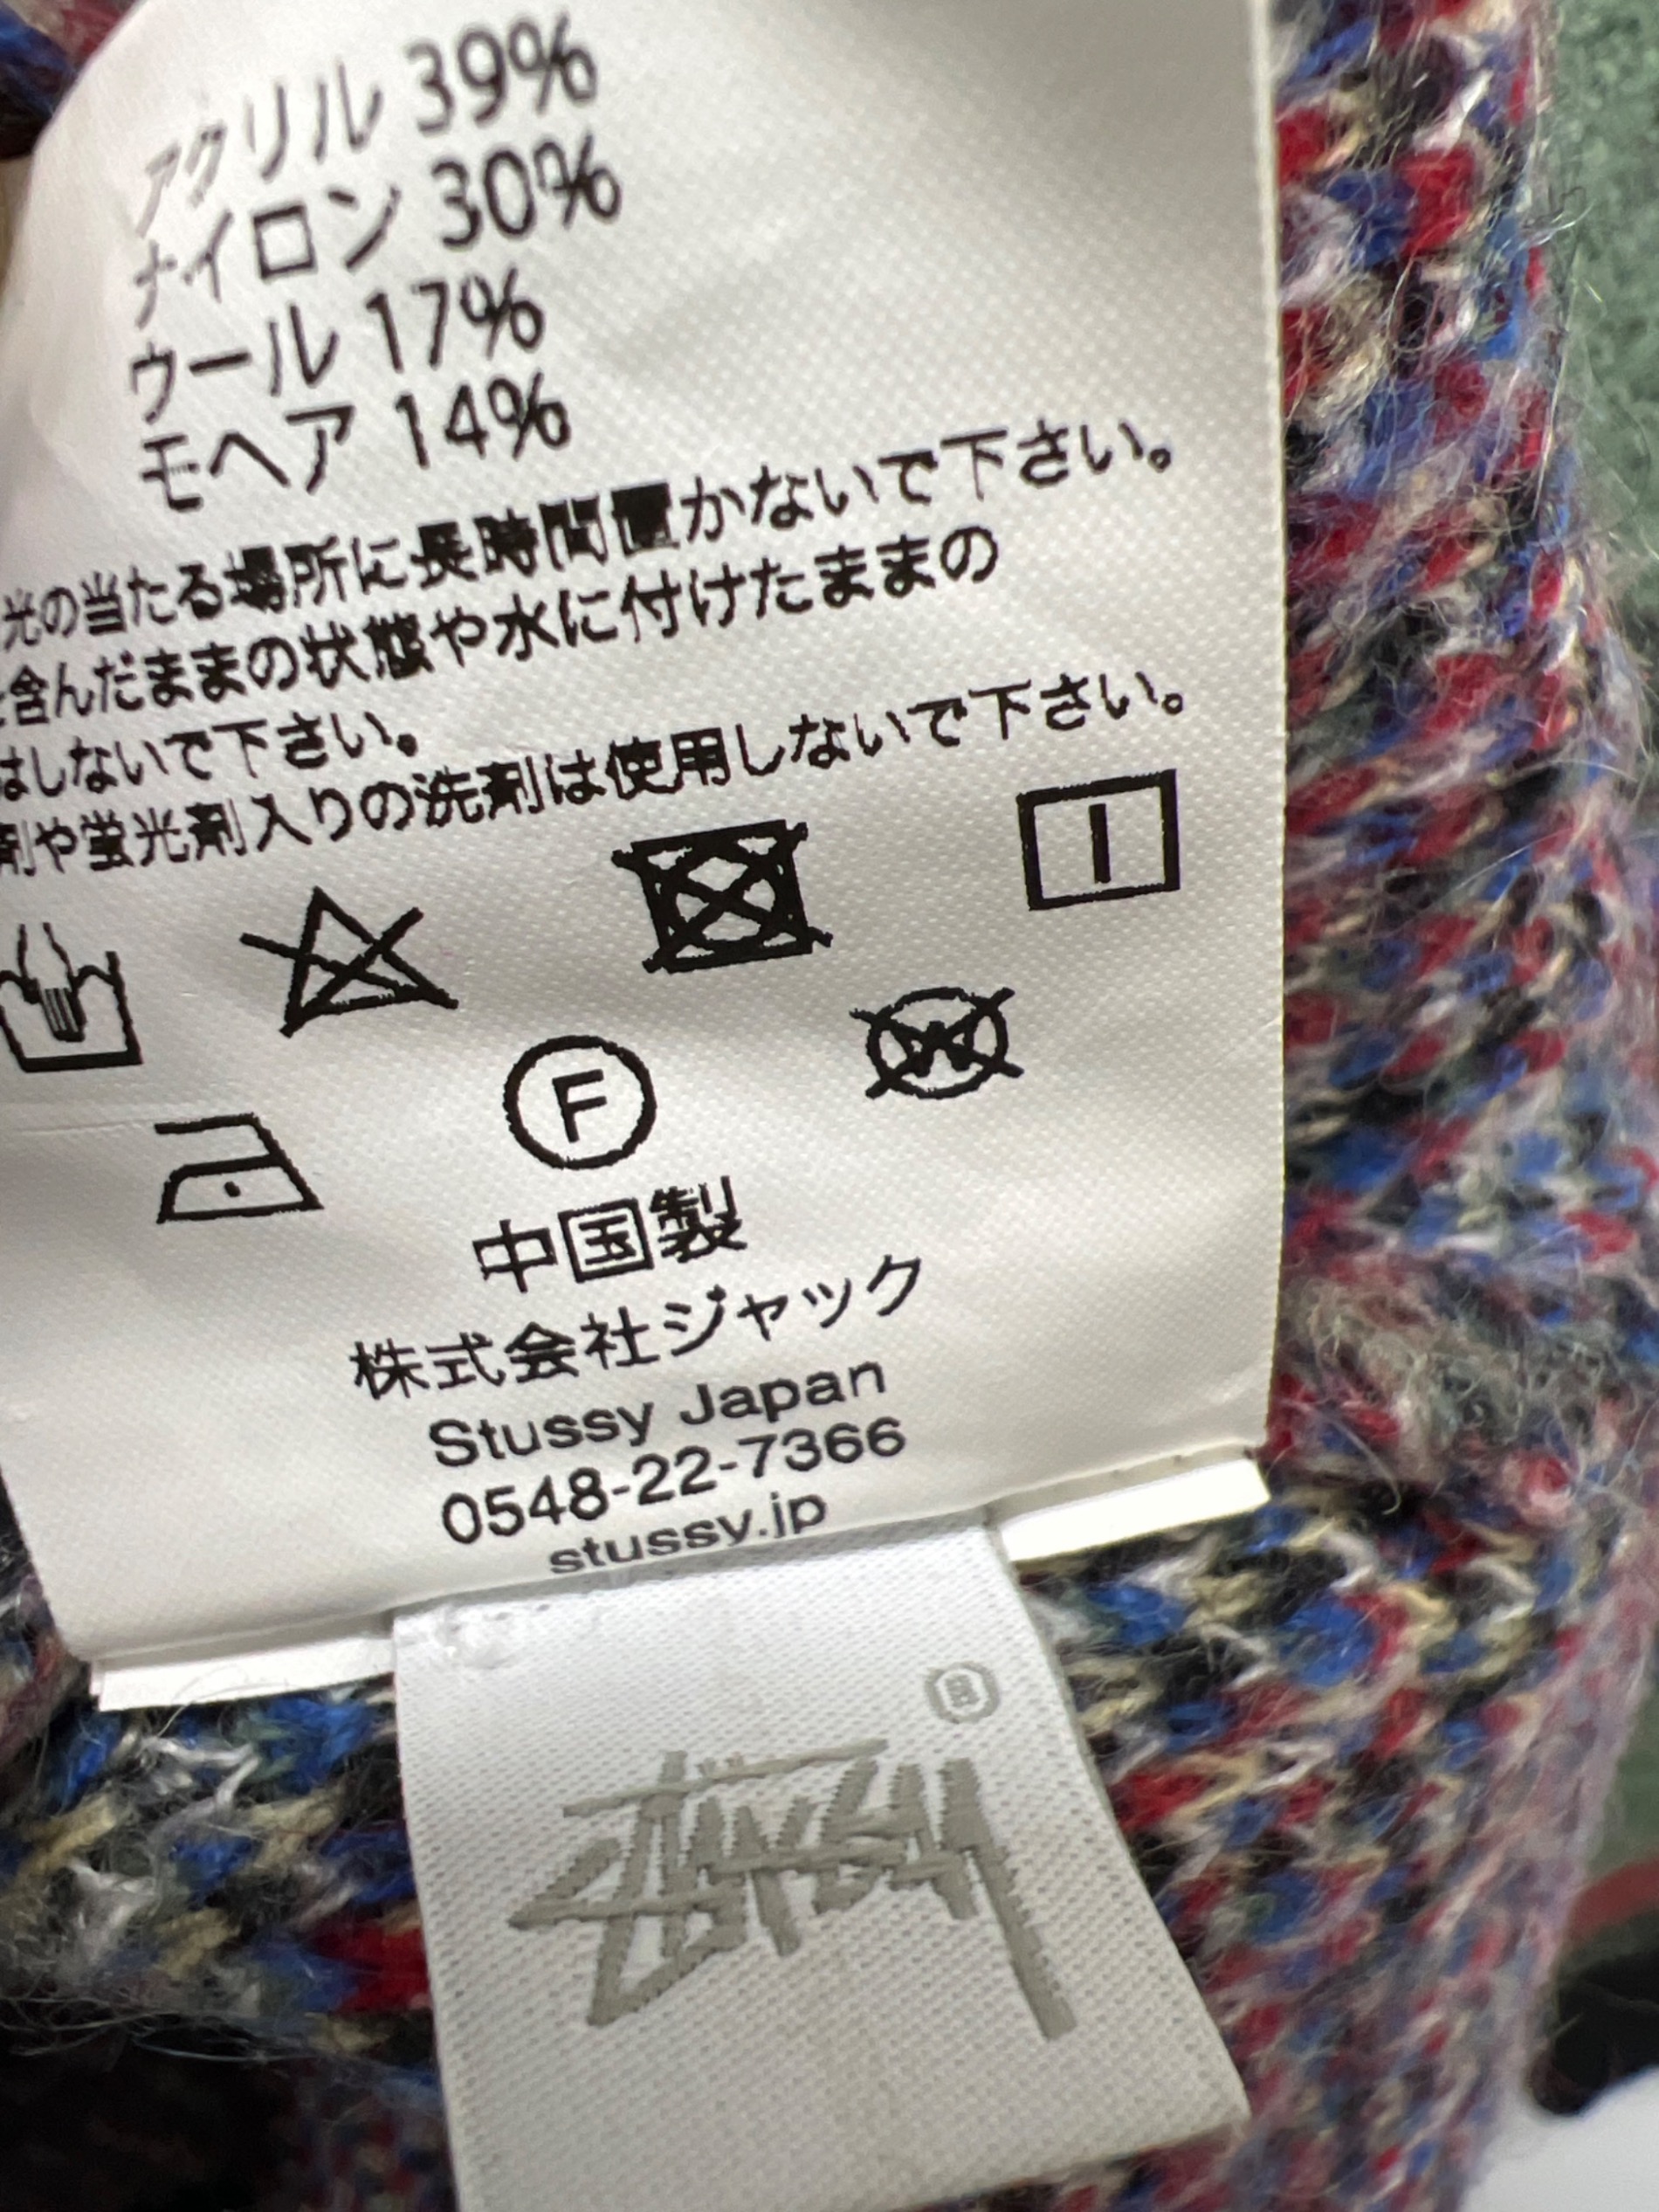 アクリル 39%
ナイロン 30%
ウール 17%
モヘア 14%
光の当たる場所に長時間置かないで下さい。
含んだままの状態や水に付けたままの
はしないで下さい。
剤や蛍光剤入りの洗剤は使用しないで下さい。
F
W
中国製
株式会社ジャック
Stussy Japan
0548-22-7366
stussy.jp
®
Stüssy